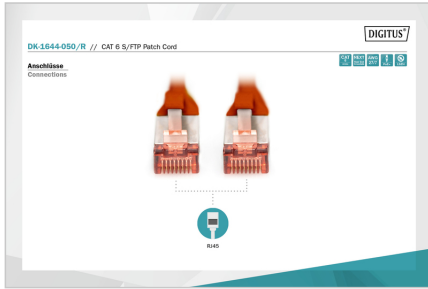 DIGITUS®
DK-1644-050/R // CAT 6 S/FTP Patch Cord
Anschlüsse
Connections
RJ45